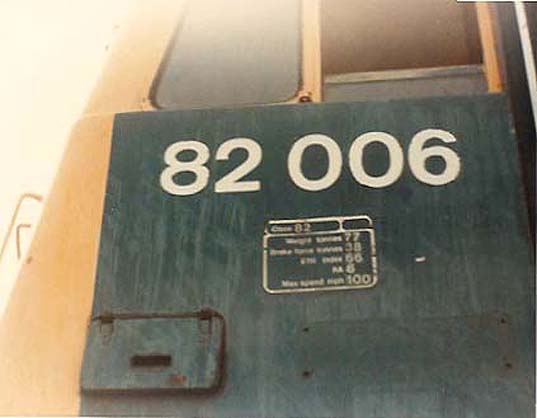 82 006
Class 82
Weight tonnes 77
Brake force tonnes 38
ETH index 66
RA 6
Max speed mph 100